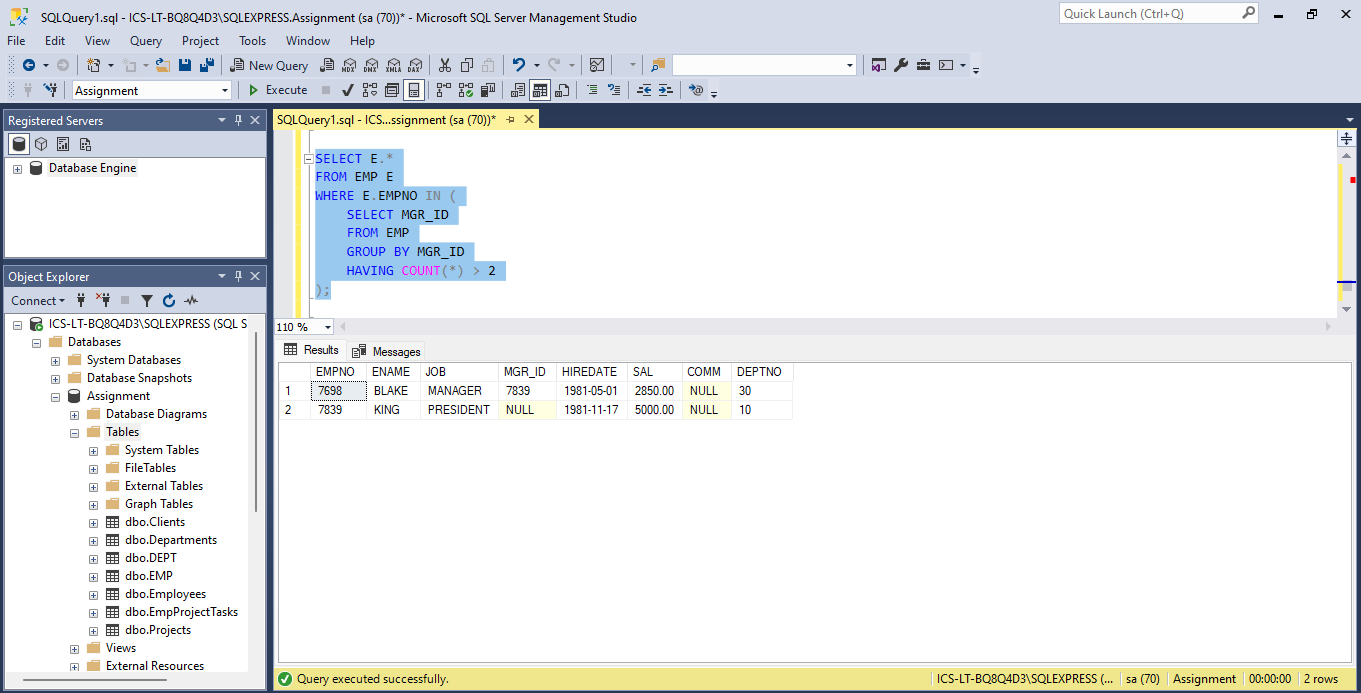 SQLQuery1.sql - ICS-LT-BQ8Q4D3\SQLEXPRESS.Assignment (sa (70))* - Microsoft SQL Server Management Studio
Quick Launch (Ctrl+Q)
File Edit View Query Project Tools Window Help
New Query MDX DMX XMLA DAX
Assignment Execute
Registered Servers
Database Engine
Object Explorer
Connect
ICS-LT-BQ8Q4D3\SQLEXPRESS (SQL S
Databases
System Databases
Database Snapshots
Assignment
Database Diagrams
Tables
System Tables
FileTables
External Tables
Graph Tables
dbo.Clients
dbo.Departments
dbo.DEPT
dbo.EMP
dbo.Employees
dbo.EmpProjectTasks
dbo.Projects
Views
External Resources
SQLQuery1.sql - ICS...ssignment (sa (70))*
SELECT E.*
FROM EMP E
WHERE E.EMPNO IN (
SELECT MGR_ID
FROM EMP
GROUP BY MGR_ID
HAVING COUNT(*) > 2
);
110 %
Results Messages
EMPNO ENAME JOB MGR_ID HIREDATE SAL COMM DEPTNO
1 7698 BLAKE MANAGER 7839 1981-05-01 2850.00 NULL 30
2 7839 KING PRESIDENT NULL 1981-11-17 5000.00 NULL 10
Query executed successfully. ICS-LT-BQ8Q4D3\SQLEXPRESS (... sa (70) Assignment 00:00:00 2 rows